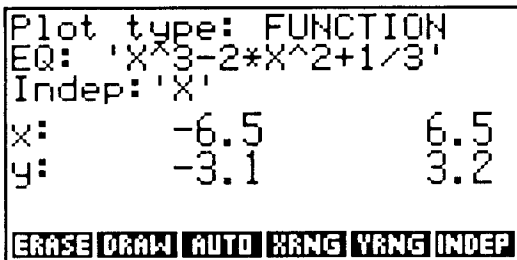 Plot type: FUNCTION
EQ: 'X^3-2*X^2+1/3'
Indep:'X'
x: -6.5 6.5
y: -3.1 3.2
ERASE DRAW AUTO XRNG YRNG INDEP